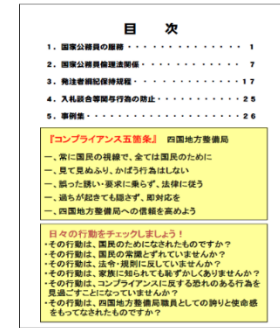 目　次
１．国家公務員の服務・・・・・・・・・・・・・・１
２．国家公務員倫理法関係・・・・・・・・・・・・７
３．発注者綱紀保持規程・・・・・・・・・・・・１７
４．入札談合等関与行為の防止・・・・・・・・・２５
５．事例集・・・・・・・・・・・・・・・・・・２６
『コンプライアンス五箇条』　四国地方整備局
一、常に国民の視線で、全ては国民のために
一、見て見ぬふり、かばう行為はしない
一、誤った誘い・要求に乗らず、法律に従う
一、過ちが起きても隠さず、即対応を
一、四国地方整備局への信頼を高めよう
日々の行動をチェックしましょう！
・その行動は、国民のためになされたものですか？
・その行動は、国民の常識とずれていませんか？
・その行動は、法令・規則に反していませんか？
・その行動は、家族に知られても恥ずかしくありませんか？
・その行動は、コンプライアンスに反する恐れのある行為を
見過ごすことになっていませんか？
・その行動は、四国地方整備局職員としての誇りと使命感
をもってなされたものですか？